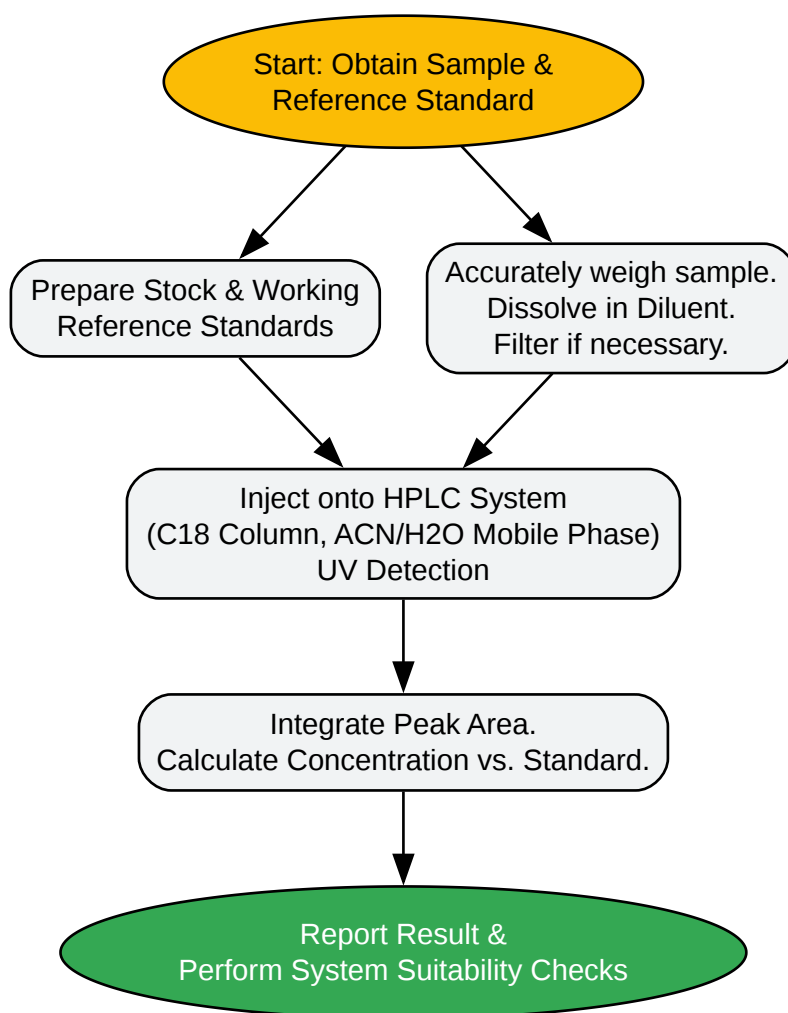 Start: Obtain Sample &
Reference Standard
Prepare Stock & Working
Reference Standards
Accurately weigh sample.
Dissolve in Diluent.
Filter if necessary.
Inject onto HPLC System
(C18 Column, ACN/H2O Mobile Phase)
UV Detection
Integrate Peak Area.
Calculate Concentration vs. Standard.
Report Result &
Perform System Suitability Checks